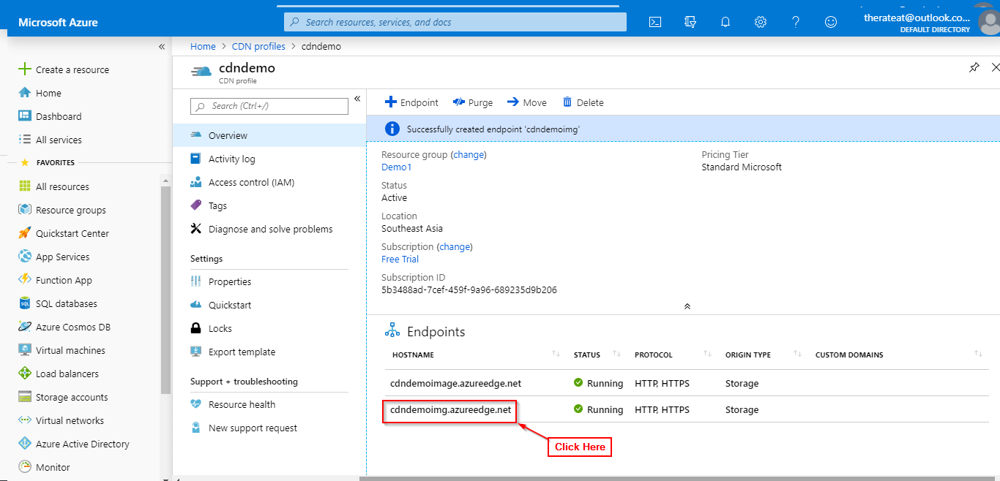 Microsoft Azure
Search resources, services, and docs
therateat@outlook.co...
DEFAULT DIRECTORY
Create a resource
Home
Dashboard
All services
FAVORITES
All resources
Resource groups
Quickstart Center
App Services
Function App
SQL databases
Azure Cosmos DB
Virtual machines
Load balancers
Storage accounts
Virtual networks
Azure Active Directory
Monitor
Home > CDN profiles > cdndemo
cdndemo
CDN profile
Search (Ctrl+/)
Overview
Activity log
Access control (IAM)
Tags
Diagnose and solve problems
Settings
Properties
Quickstart
Locks
Export template
Support + troubleshooting
Resource health
New support request
Endpoint Purge Move Delete
Successfully created endpoint 'cdndemoimg'
Resource group (change)
Demo1
Status
Active
Location
Southeast Asia
Subscription (change)
Free Trial
Subscription ID
5b3488ad-7cef-459f-9a96-689235d9b206
Pricing Tier
Standard Microsoft
Endpoints
HOSTNAME STATUS PROTOCOL ORIGIN TYPE CUSTOM DOMAINS
cdndemoimage.azureedge.net Running HTTP, HTTPS Storage
cdndemoimg.azureedge.net Running HTTP, HTTPS Storage
Click Here